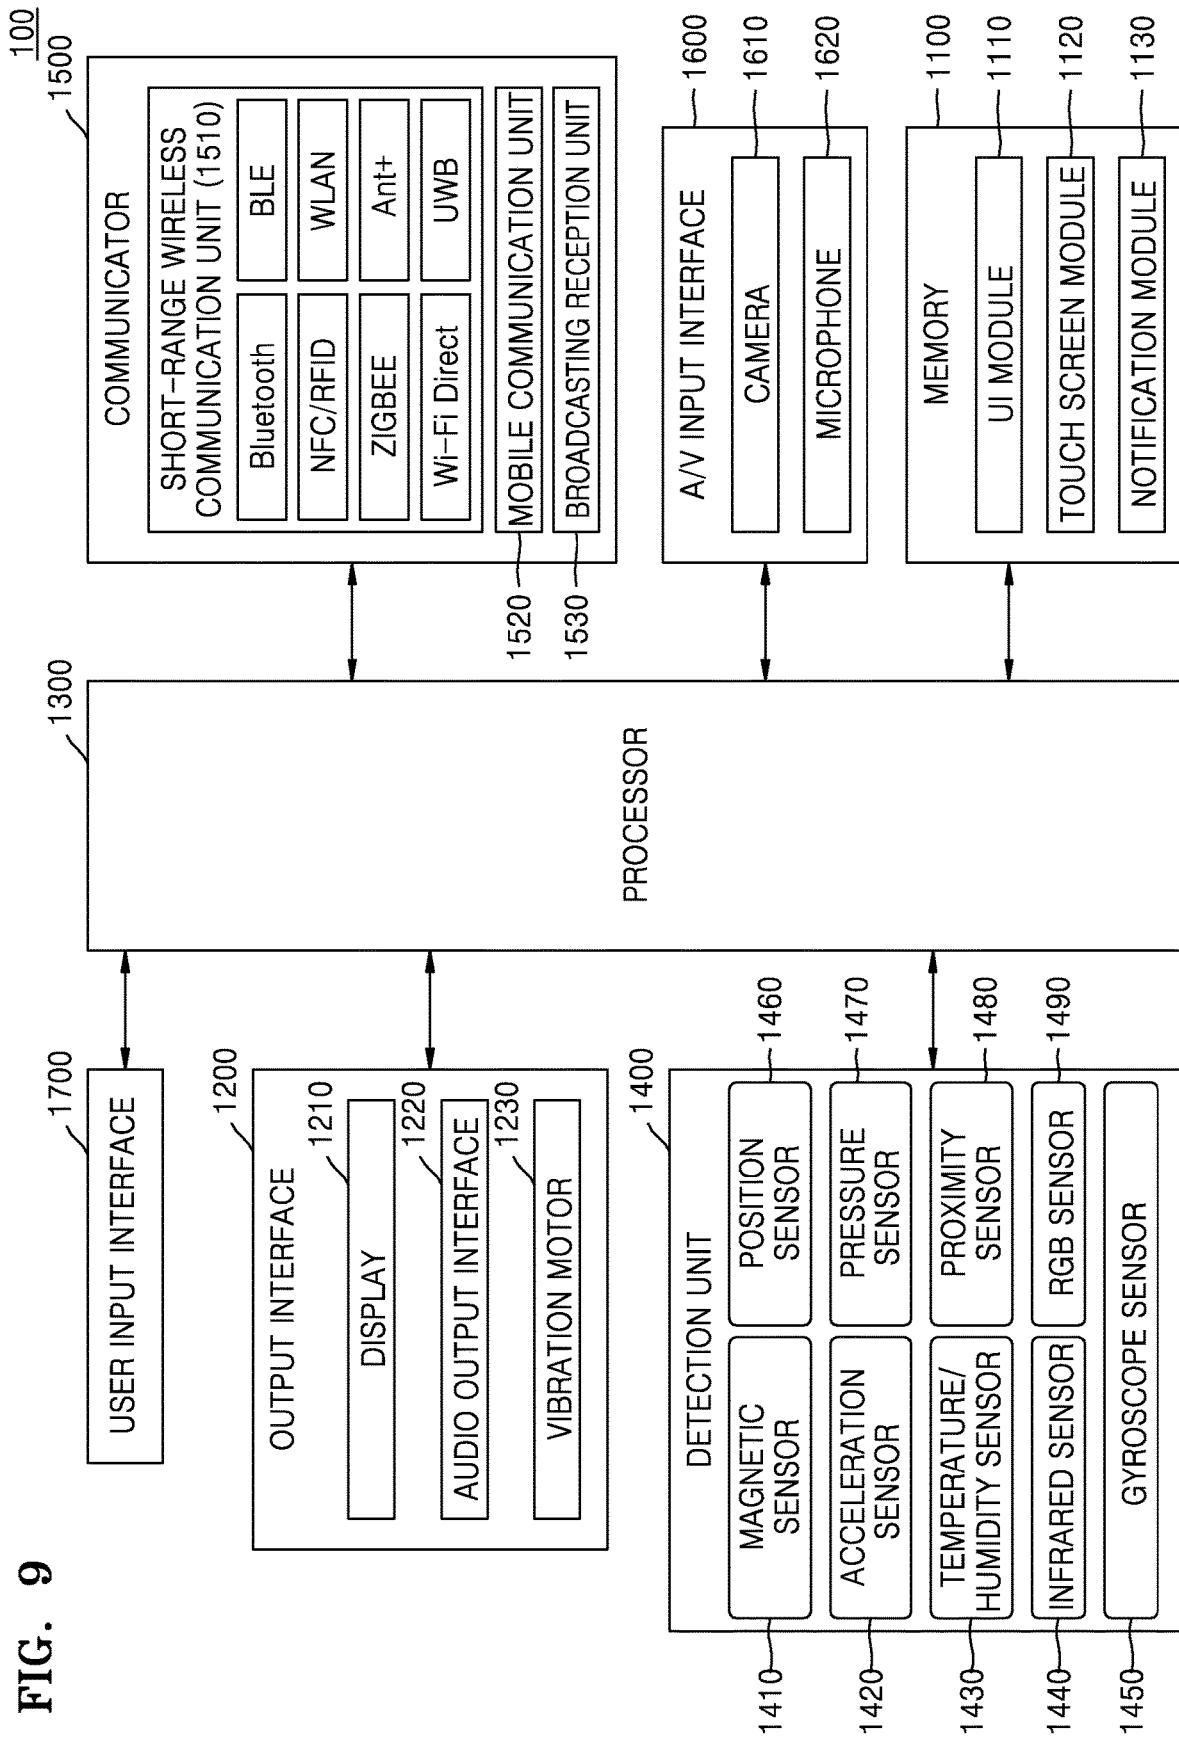 FIG. 9
100
1700
USER INPUT INTERFACE
1200
OUTPUT INTERFACE
1210
DISPLAY
1220
AUDIO OUTPUT INTERFACE
1230
VIBRATION MOTOR
1400
DETECTION UNIT
1410
MAGNETIC
SENSOR
POSITION
SENSOR
1460
1420
ACCELERATION
SENSOR
PRESSURE
SENSOR
1470
1430
TEMPERATURE/
HUMIDITY SENSOR
PROXIMITY
SENSOR
1480
1440
INFRARED SENSOR
RGB SENSOR
1490
1450
GYROSCOPE SENSOR
1300
PROCESSOR
1500
COMMUNICATOR
SHORT-RANGE WIRELESS
COMMUNICATION UNIT (1510)
Bluetooth
BLE
NFC/RFID
WLAN
ZIGBEE
Ant+
Wi-Fi Direct
UWB
1520
MOBILE COMMUNICATION UNIT
1530
BROADCASTING RECEPTION UNIT
1600
A/V INPUT INTERFACE
CAMERA
1610
MICROPHONE
1620
1100
MEMORY
UI MODULE
1110
TOUCH SCREEN MODULE
1120
NOTIFICATION MODULE
1130